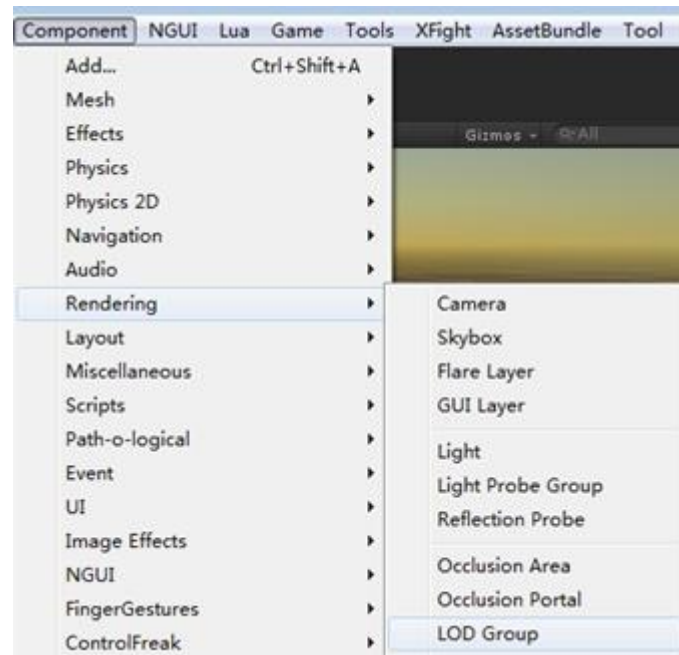 Component NGUI Lua Game Tools XFight AssetBundle Tool
Add... Ctrl+Shift+A
Mesh
Effects
Physics
Physics 2D
Navigation
Audio
Rendering
Layout
Miscellaneous
Scripts
Path-o-logical
Event
UI
Image Effects
NGUI
FingerGestures
ControlFreak
Gizmos All
Camera
Skybox
Flare Layer
GUI Layer
Light
Light Probe Group
Reflection Probe
Occlusion Area
Occlusion Portal
LOD Group